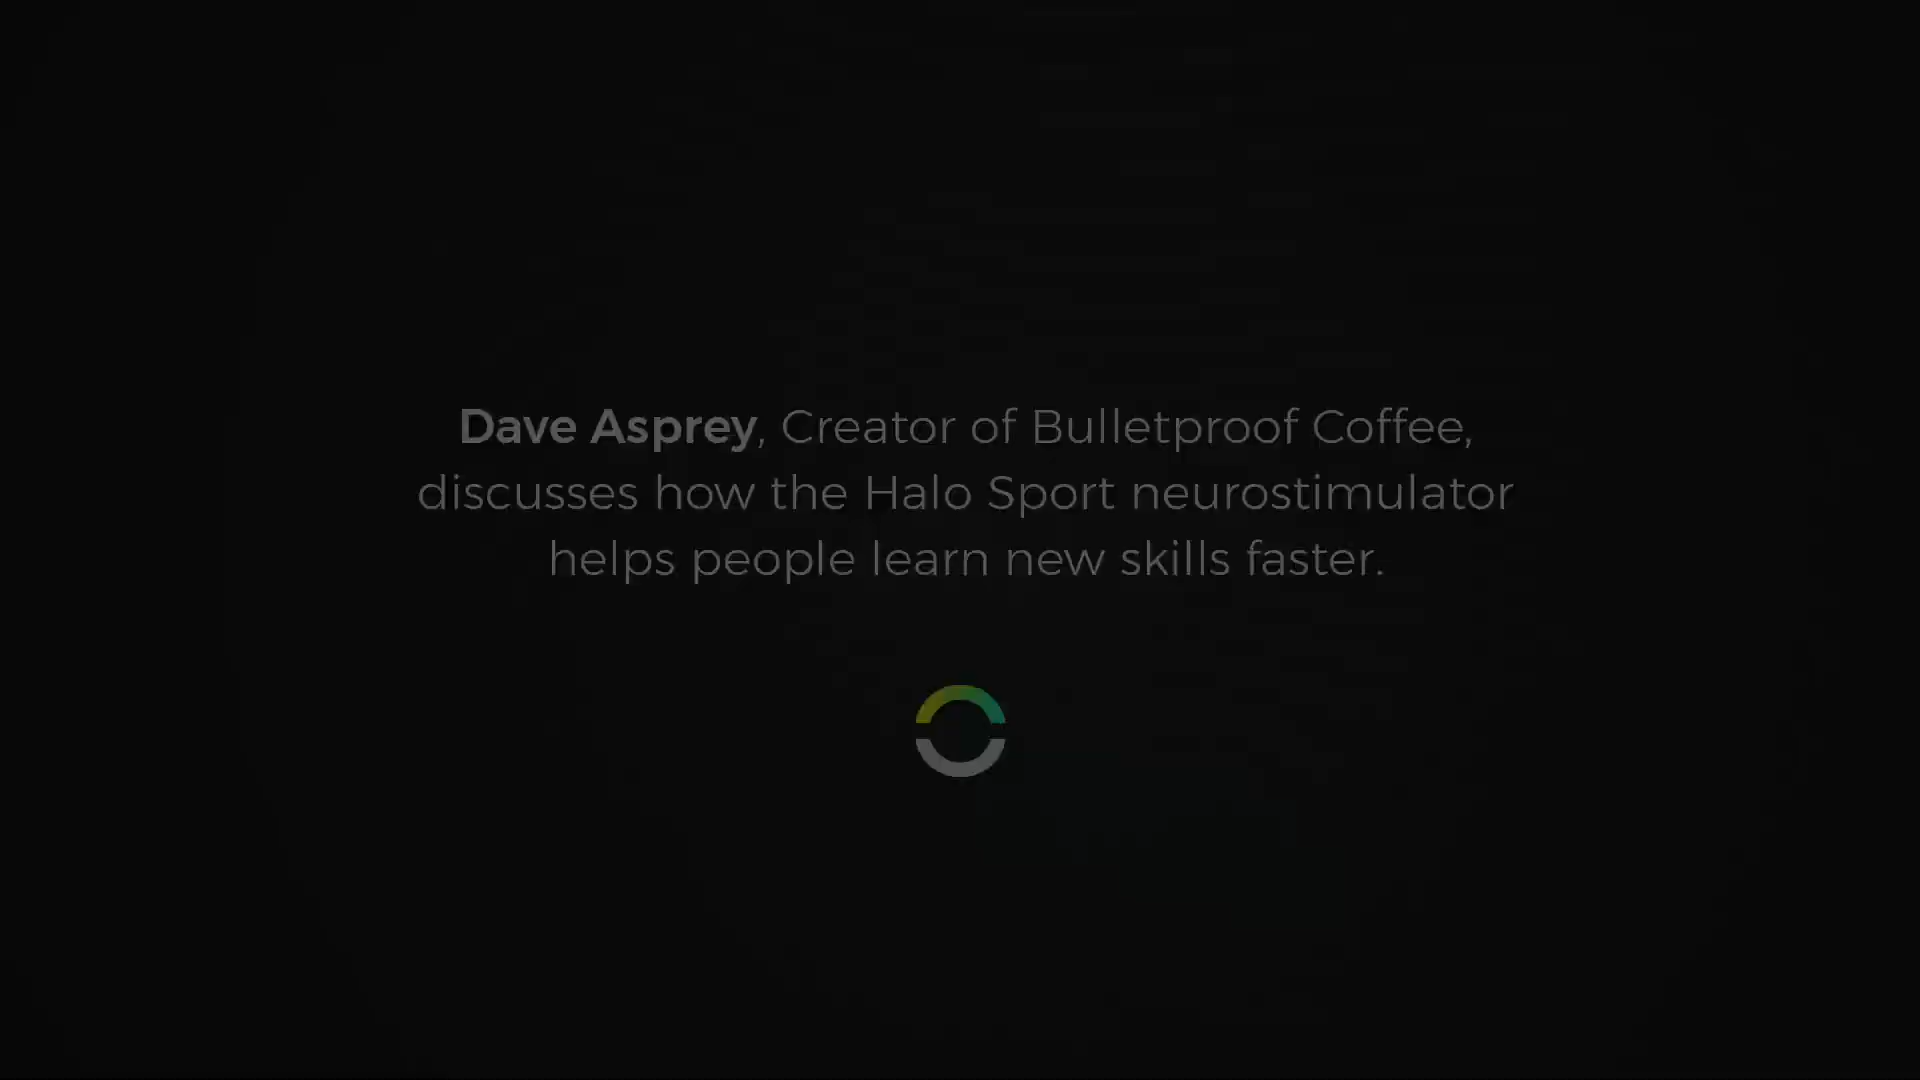 Dave Asprey, Creator of Bulletproof Coffee,
discusses how the Halo Sport neurostimulator
helps people learn new skills faster.